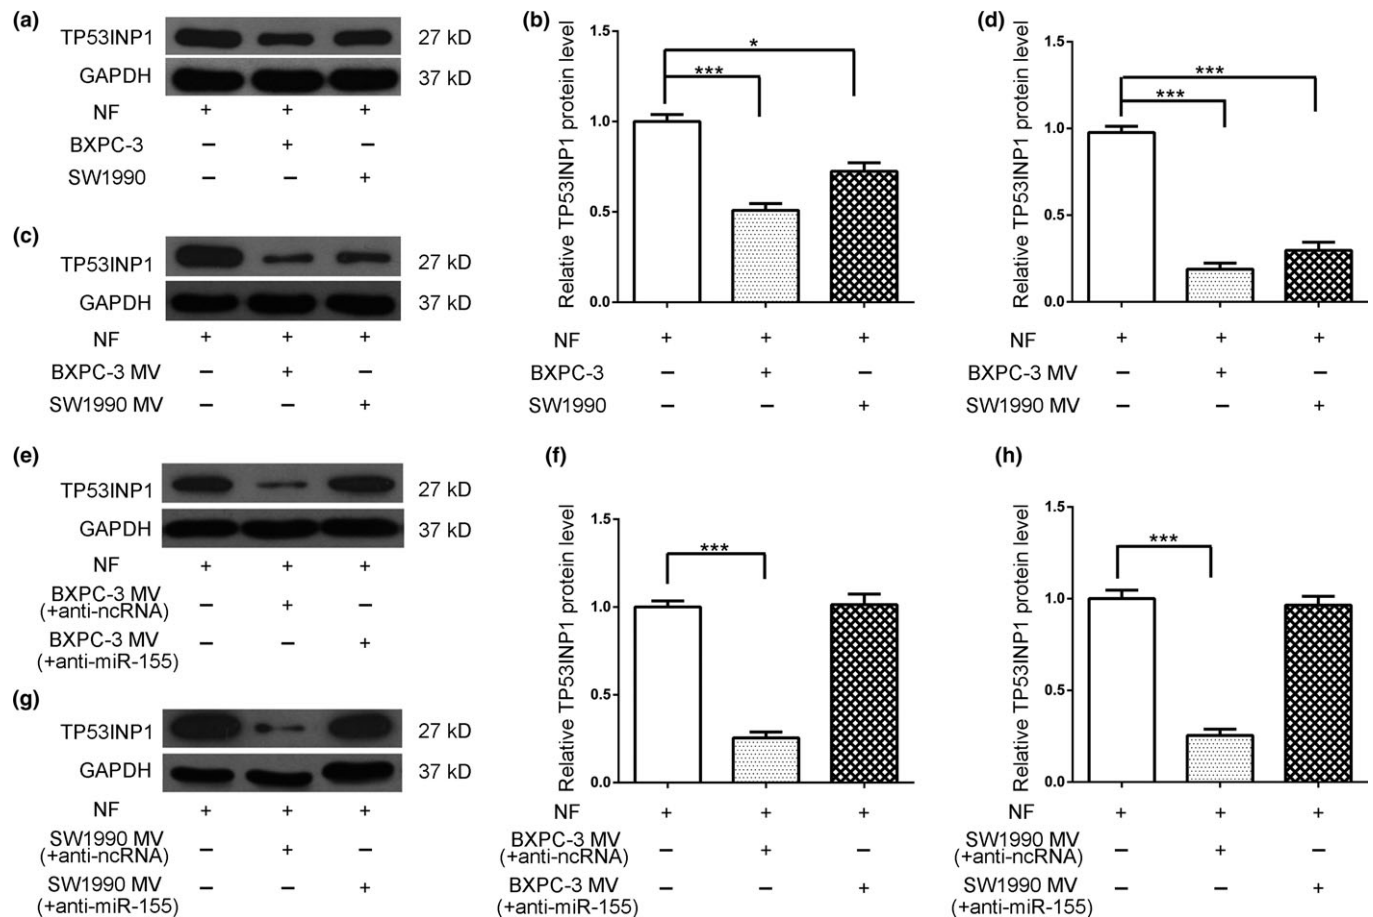 (a)
TP53INP1 27 kD
GAPDH 37 kD
NF + + +
BXPC-3 – + –
SW1990 – – +
(b)
Relative TP53INP1 protein level
1.5
1.0
0.5
0.0
*
***
NF + + +
BXPC-3 – + –
SW1990 – – +
(c)
TP53INP1 27 kD
GAPDH 37 kD
NF + + +
BXPC-3 MV – + –
SW1990 MV – – +
(d)
Relative TP53INP1 protein level
1.5
1.0
0.5
0.0
***
***
NF + + +
BXPC-3 MV – + –
SW1990 MV – – +
(e)
TP53INP1 27 kD
GAPDH 37 kD
NF + + +
BXPC-3 MV
(+anti-ncRNA) – + –
BXPC-3 MV – – +
(+anti-miR-155)
(f)
Relative TP53INP1 protein level
1.5
1.0
0.5
0.0
***
NF + + +
BXPC-3 MV
(+anti-ncRNA) – + –
BXPC-3 MV – – +
(+anti-miR-155)
(g)
TP53INP1 27 kD
GAPDH 37 kD
NF + + +
SW1990 MV
(+anti-ncRNA) – + –
SW1990 MV – – +
(+anti-miR-155)
(h)
Relative TP53INP1 protein level
1.5
1.0
0.5
0.0
***
NF + + +
SW1990 MV
(+anti-ncRNA) – + –
SW1990 MV – – +
(+anti-miR-155)